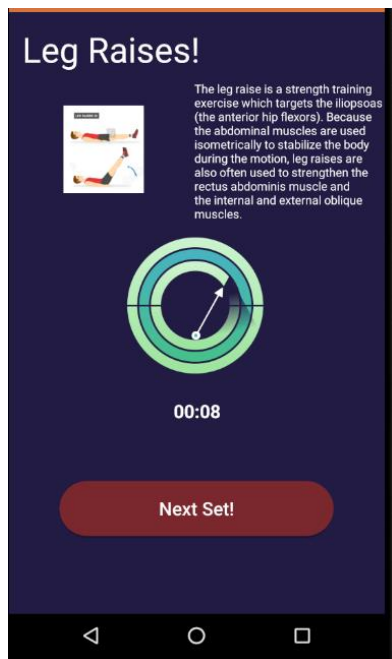 Leg Raises!
The leg raise is a strength training
exercise which targets the iliopsoas
(the anterior hip flexors). Because
the abdominal muscles are used
isometrically to stabilize the body
during the motion, leg raises are
also often used to strengthen the
rectus abdominis muscle and
the internal and external oblique
muscles.
00:08
Next Set!